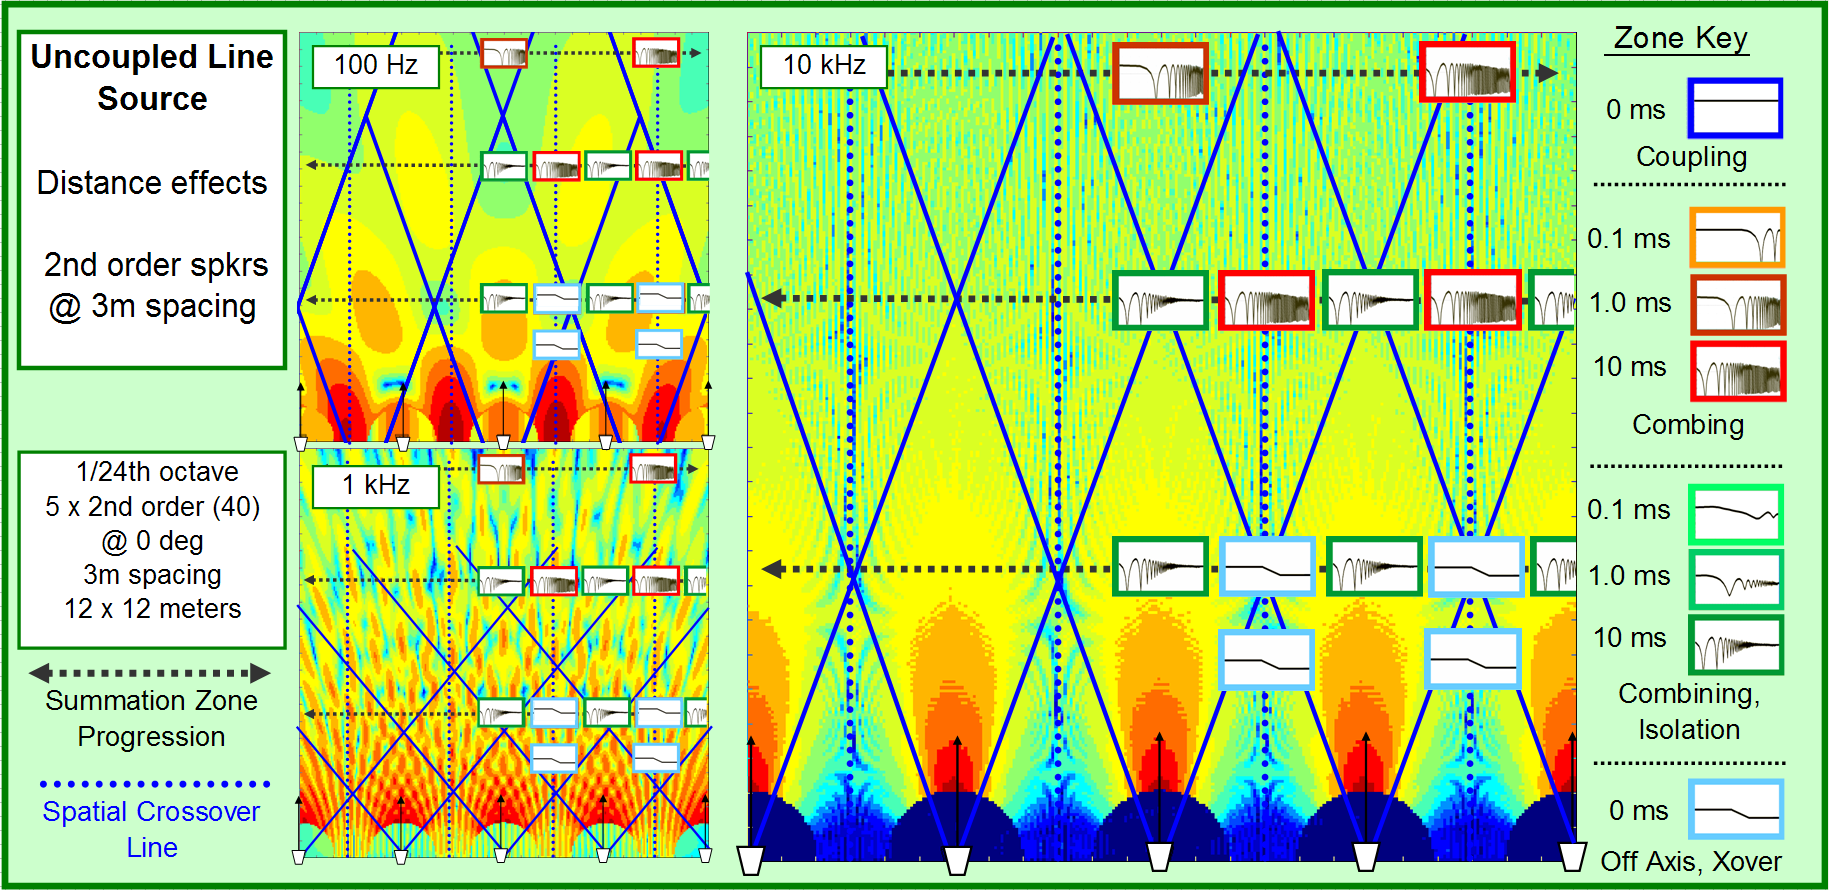 Uncoupled Line
Source
Distance effects
2nd order spkrs
@ 3m spacing
1/24th octave
5 x 2nd order (40)
@ 0 deg
3m spacing
12 x 12 meters
Summation Zone
Progression
Spatial Crossover
Line
100 Hz
1 kHz
10 kHz
Zone Key
0 ms
Coupling
0.1 ms
1.0 ms
10 ms
Combing
0.1 ms
1.0 ms
10 ms
Combining,
Isolation
0 ms
Off Axis, Xover